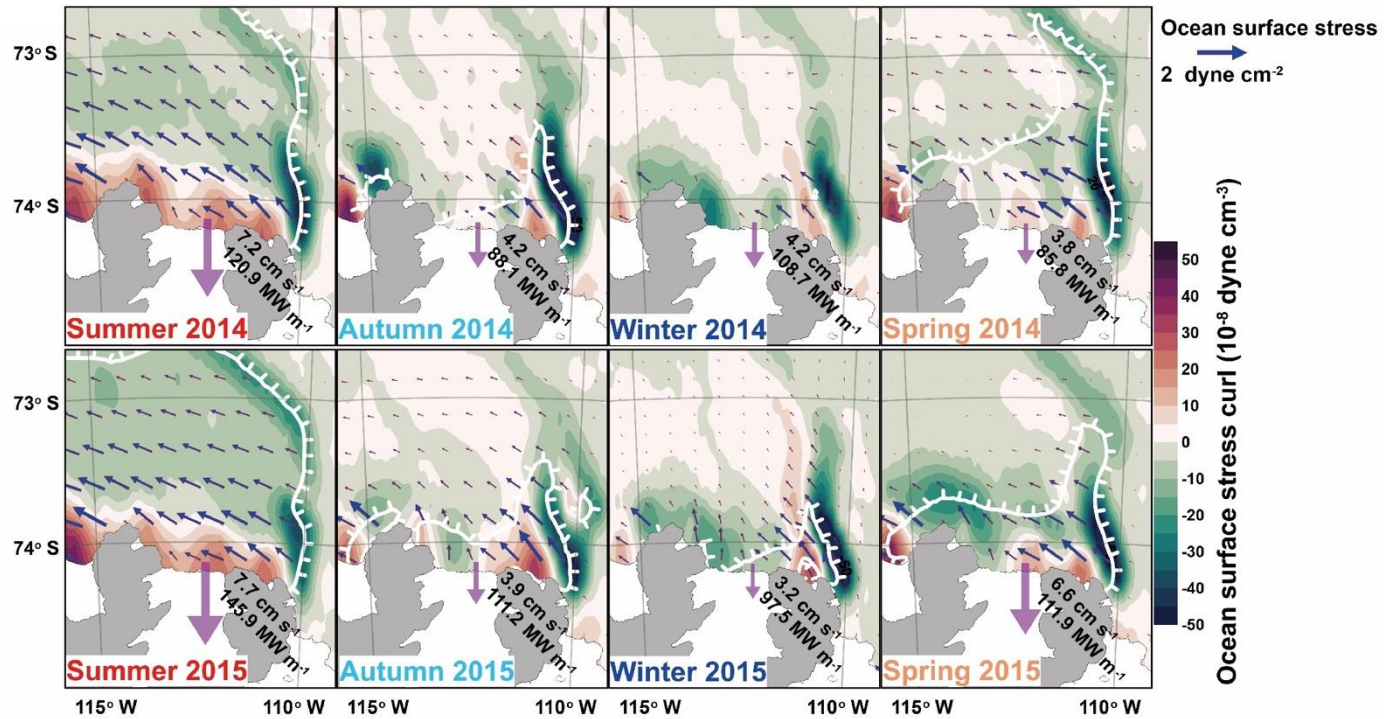 Ocean surface stress
2 dyne cm⁻²
73° S
74° S
7.2 cm s⁻¹
120.9 MW m⁻¹
Summer 2014
50
4.2 cm s⁻¹
88.1 MW m⁻¹
Autumn 2014
4.2 cm s⁻¹
108.7 MW m⁻¹
Winter 2014
3.8 cm s⁻¹
85.8 MW m⁻¹
Spring 2014
73° S
74° S
7.7 cm s⁻¹
145.9 MW m⁻¹
Summer 2015
3.9 cm s⁻¹
111.2 MW m⁻¹
Autumn 2015
50
3.2 cm s⁻¹
97.5 MW m⁻¹
Winter 2015
6.6 cm s⁻¹
111.9 MW m⁻¹
Spring 2015
115° W
110° W
115° W
110° W
115° W
110° W
115° W
110° W
50
40
30
20
10
0
-10
-20
-30
-40
-50
Ocean surface stress curl (10⁻⁸ dyne cm⁻³)